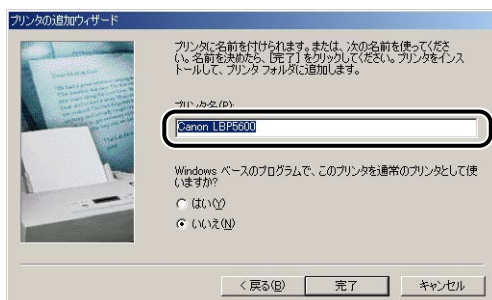 プリンタの追加ウィザード
プリンタに名前を付けられます。または、次の名前を使ってくださ
い。名前を決めたら、[完了] をクリックしてください。プリンタをインス
トールして、プリンタ フォルダに追加します。
プリンタ名(P):
Canon LBP5600
Windows ベースのプログラムで、このプリンタを通常のプリンタとして使
いますか?
はい(Y)
いいえ(N)
< 戻る(B)
完了
キャンセル